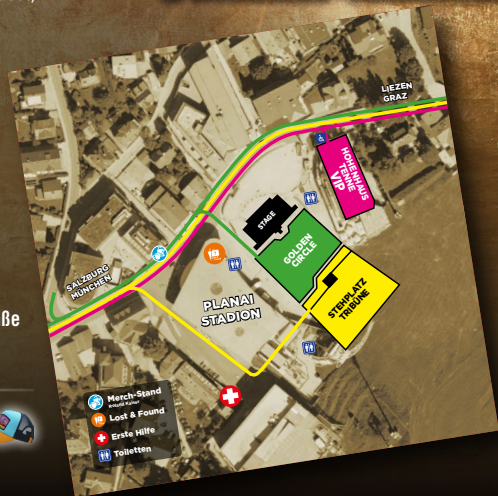 LIEZEN
GRAZ
HOHENHAUS
TENNE
VIP
STAGE
GOLDEN
CIRCLE
SALZBURG
MÜNCHEN
PLANAI
STADION
STEHPLATZ
TRIBÜNE
ße
Merch-Stand
Lost & Found
Erste Hilfe
Toiletten